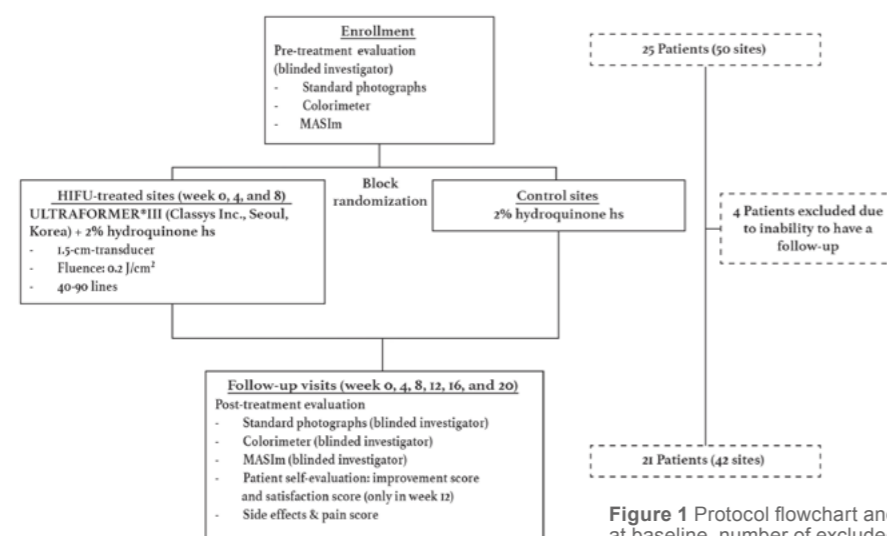 Enrollment
Pre-treatment evaluation
(blinded investigator)
- Standard photographs
- Colorimeter
- MASIm
25 Patients (50 sites)
Block
randomization
HIFU-treated sites (week 0, 4, and 8)
ULTRAFORMER®III (Classys Inc., Seoul,
Korea) + 2% hydroquinone hs
- 1.5-cm-transducer
- Fluence: 0.2 J/cm²
- 40-90 lines
Control sites
2% hydroquinone hs
4 Patients excluded due
to inability to have a
follow-up
Follow-up visits (week 0, 4, 8, 12, 16, and 20)
Post-treatment evaluation
- Standard photographs (blinded investigator)
- Colorimeter (blinded investigator)
- MASIm (blinded investigator)
- Patient self-evaluation: improvement score
and satisfaction score (only in week 12)
- Side effects & pain score
21 Patients (42 sites)
Figure 1 Protocol flowchart and
at baseline, number of exclude